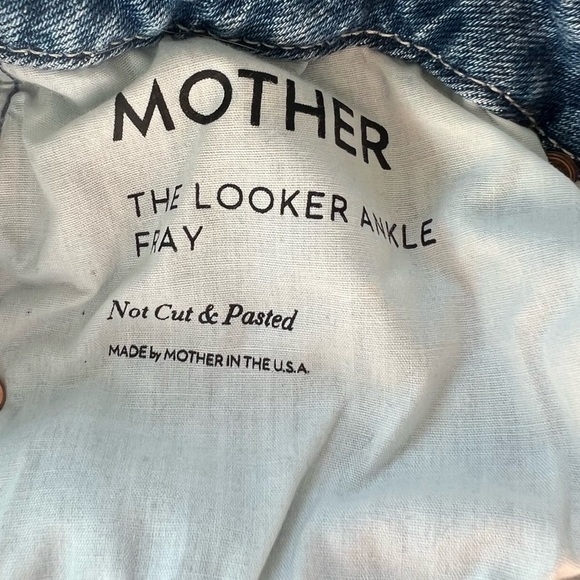 MOTHER
THE LOOKER ANKLE
FRAY
Not Cut & Pasted
MADE by MOTHER IN THE U.S.A.